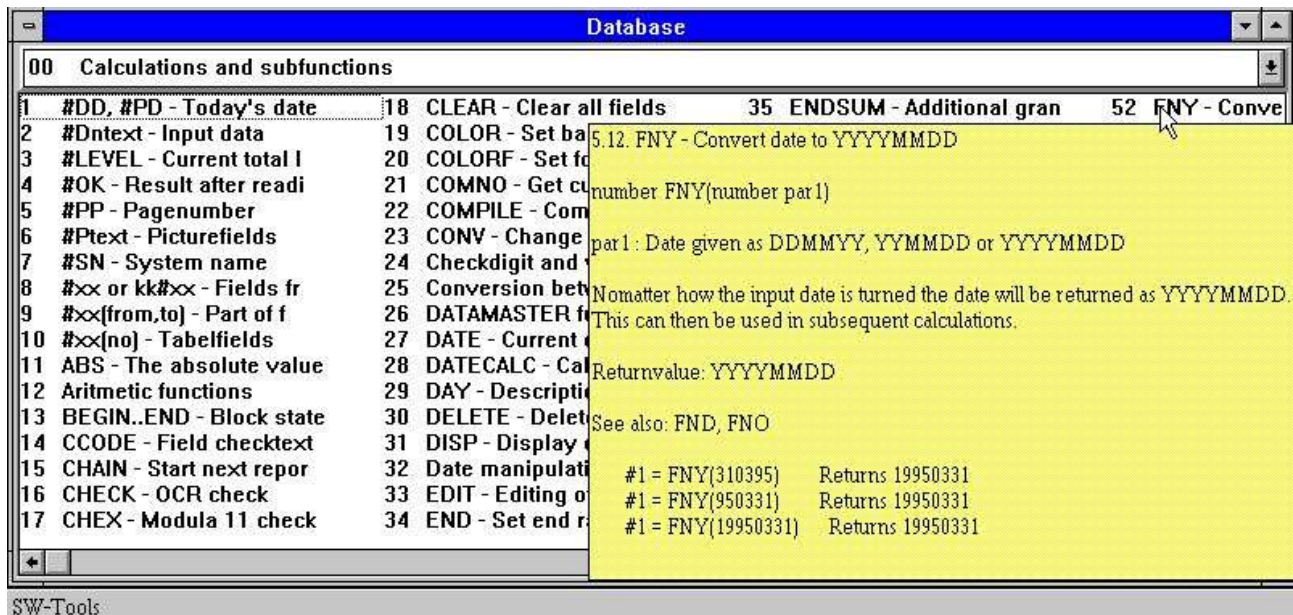 Database
00 Calculations and subfunctions
1 #DD, #PD - Today's date
2 #Dntext - Input data
3 #LEVEL - Current total l
4 #OK - Result after readi
5 #PP - Pagenumber
6 #Ptext - Picturefields
7 #SN - System name
8 #xx or kk#xx - Fields fr
9 #xx(from,to) - Part of f
10 #xx(no) - Tabelfields
11 ABS - The absolute value
12 Aritmetic functions
13 BEGIN..END - Block state
14 CCODE - Field checktext
15 CHAIN - Start next repor
16 CHECK - OCR check
17 CHEX - Modula 11 check
18 CLEAR - Clear all fields
19 COLOR - Set ba
20 COLORF - Set fo
21 COMNO - Get cu
22 COMPILE - Com
23 CONV - Change
24 Checkdigit and
25 Conversion bet
26 DATAMASTER f
27 DATE - Current
28 DATECALC - Cal
29 DAY - Descripti
30 DELETE - Delet
31 DISP - Display
32 Date manipulati
33 EDIT - Editing o
34 END - Set end r
35 ENDSUM - Additional gran
52 FNY - Conve
5.12. FNY - Convert date to YYYYMMDD
number FNY(number par1)
par1 : Date given as DDMMYY, YYMMDD or YYYYMMDD
Nomatter how the input date is turned the date will be returned as YYYYMMDD.
This can then be used in subsequent calculations.
Returnvalue: YYYYMMDD
See also: FND, FNO
#1 = FNY(310395) Returns 19950331
#1 = FNY(950331) Returns 19950331
#1 = FNY(19950331) Returns 19950331
SW-Tools